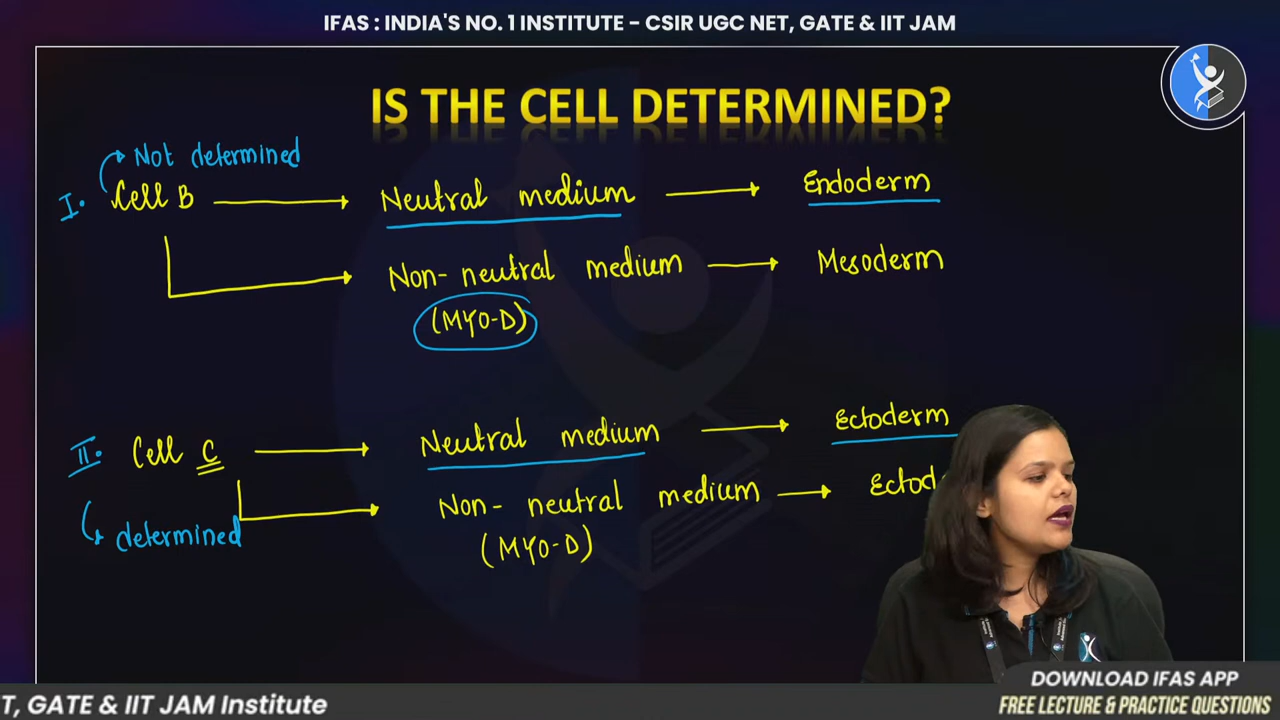 IFAS : INDIA'S NO. 1 INSTITUTE - CSIR UGC NET, GATE & IIT JAM
IS THE CELL DETERMINED?
Not determined
I. Cell B → Neutral medium → Endoderm
Non-neutral medium → Mesoderm
(MYO-D)
II. Cell C → Neutral medium → Ectoderm
Non-neutral medium →
determined
(MYO-D)
DOWNLOAD IFAS APP
T, GATE & IIT JAM Institute
FREE LECTURE & PRACTICE QUESTIONS